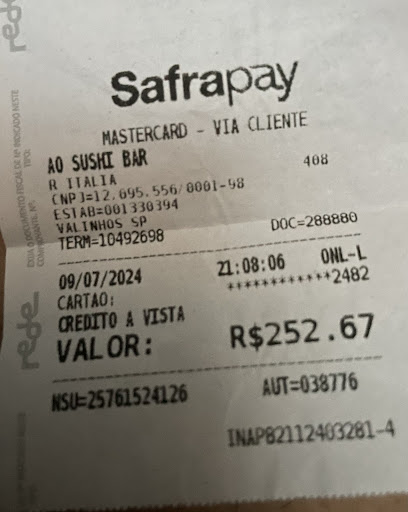 Safrapay
MASTERCARD - VIA CLIENTE
AO SUSHI BAR 408
R ITALIA
CNPJ=12.095.556/0001-98
ESTAB=001330394
VALINHOS SP
TERM=10492698 DOC=288880
09/07/2024 21:08:06 ONL-L
CARTAO: ************2482
CREDITO A VISTA
VALOR: R$252.67
NSU=25761524126 AUT=038776
INAP82112403281-4
rede
rede